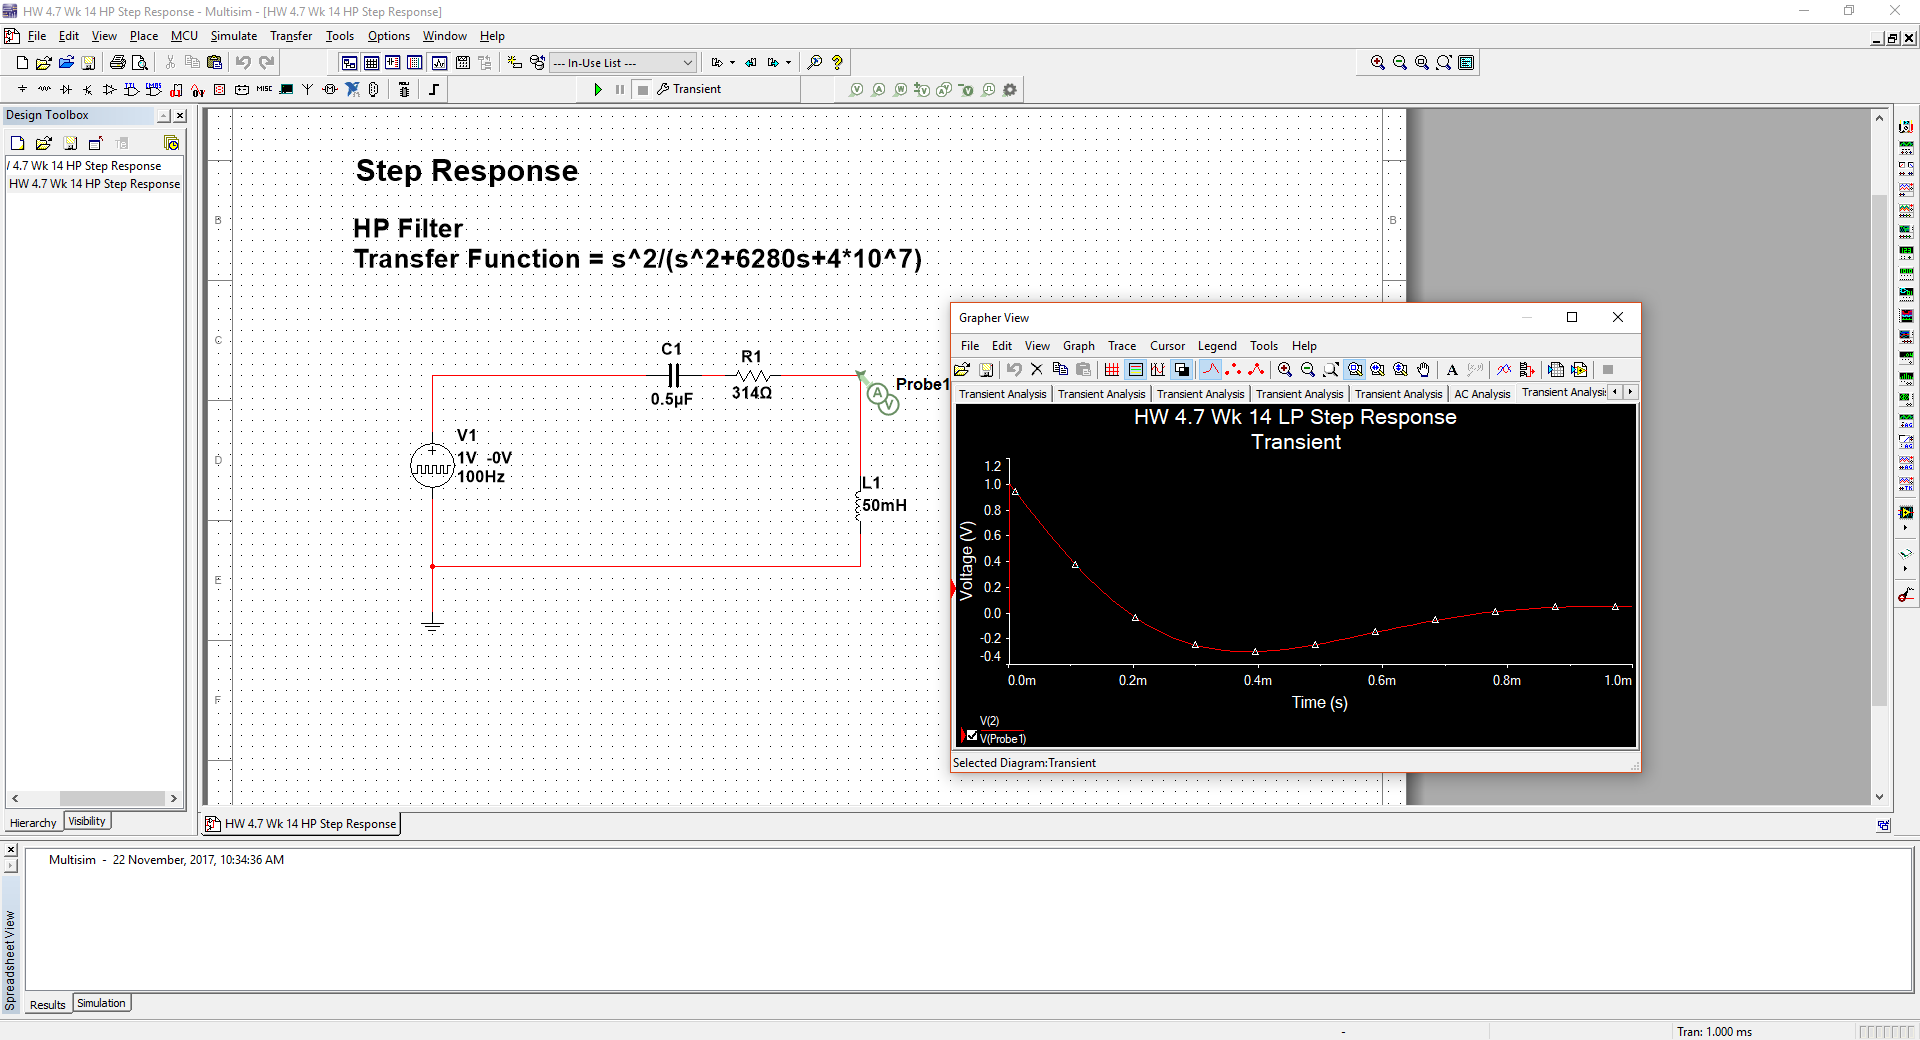 HW 4.7 Wk 14 HP Step Response - Multisim - [HW 4.7 Wk 14 HP Step Response]
File Edit View Place MCU Simulate Transfer Tools Options Window Help
--- In-Use List ---
MISC
Transient
Design Toolbox
/ 4.7 Wk 14 HP Step Response
HW 4.7 Wk 14 HP Step Response
Hierarchy Visibility
B
C
D
E
F
B
Step Response
HP Filter
Transfer Function = s^2/(s^2+6280s+4*10^7)
C1
0.5µF
R1
314Ω
Probe1
A
V
V1
1V -0V
100Hz
L1
50mH
Grapher View
File Edit View Graph Trace Cursor Legend Tools Help
Transient Analysis Transient Analysis Transient Analysis Transient Analysis Transient Analysis AC Analysis Transient Analysis
HW 4.7 Wk 14 LP Step Response
Transient
Voltage (V)
1.2
1.0
0.8
0.6
0.4
0.2
0.0
-0.2
-0.4
0.0m 0.2m 0.4m 0.6m 0.8m 1.0m
Time (s)
V(2)
V(Probe1)
Selected Diagram:Transient
HW 4.7 Wk 14 HP Step Response
Multisim - 22 November, 2017, 10:34:36 AM
Spreadsheet View
Results Simulation
-
Tran: 1.000 ms